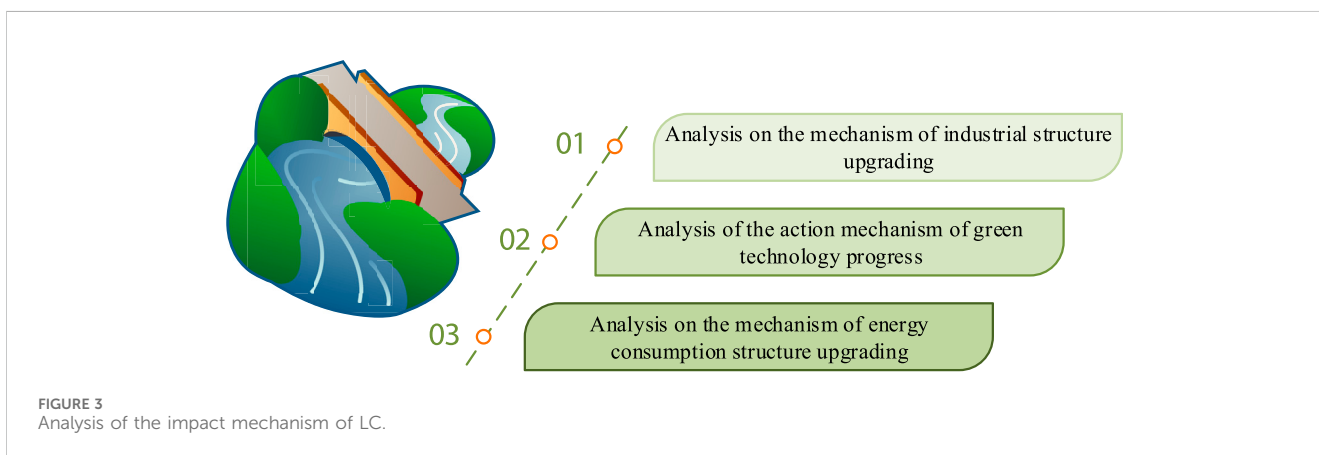 01
Analysis on the mechanism of industrial structure
upgrading
02
Analysis of the action mechanism of green
technology progress
03
Analysis on the mechanism of energy
consumption structure upgrading
FIGURE 3
Analysis of the impact mechanism of LC.